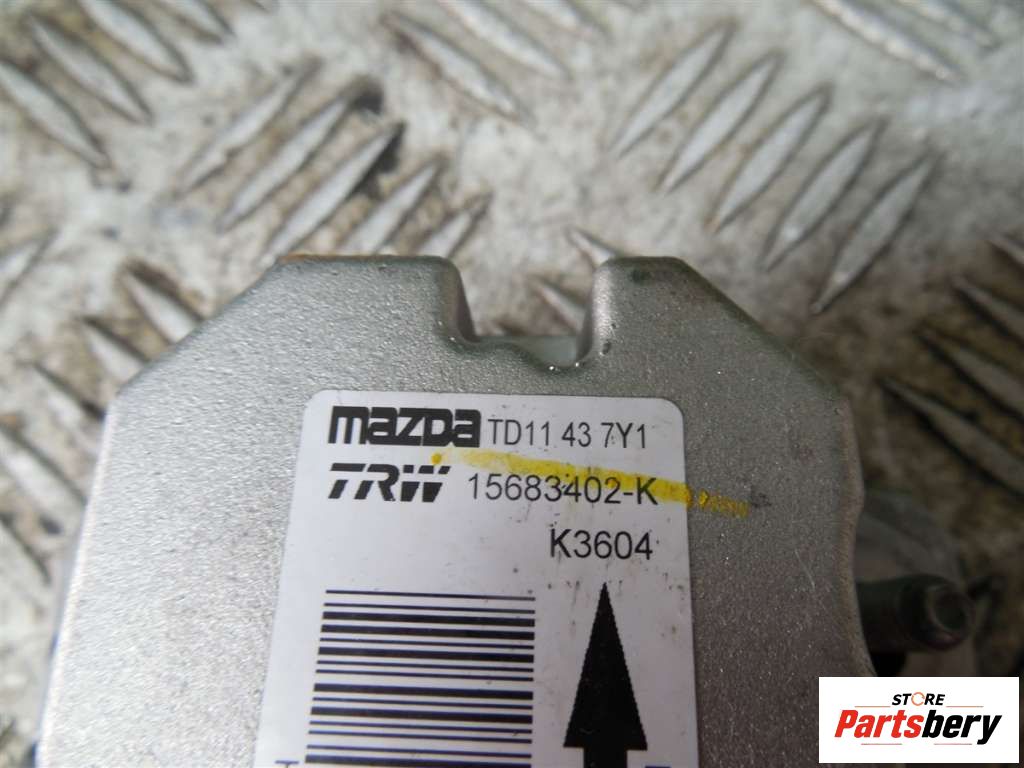 mazda TD11 43 7Y1
TRW 15683402-K
K3604
STORE
Partsbery